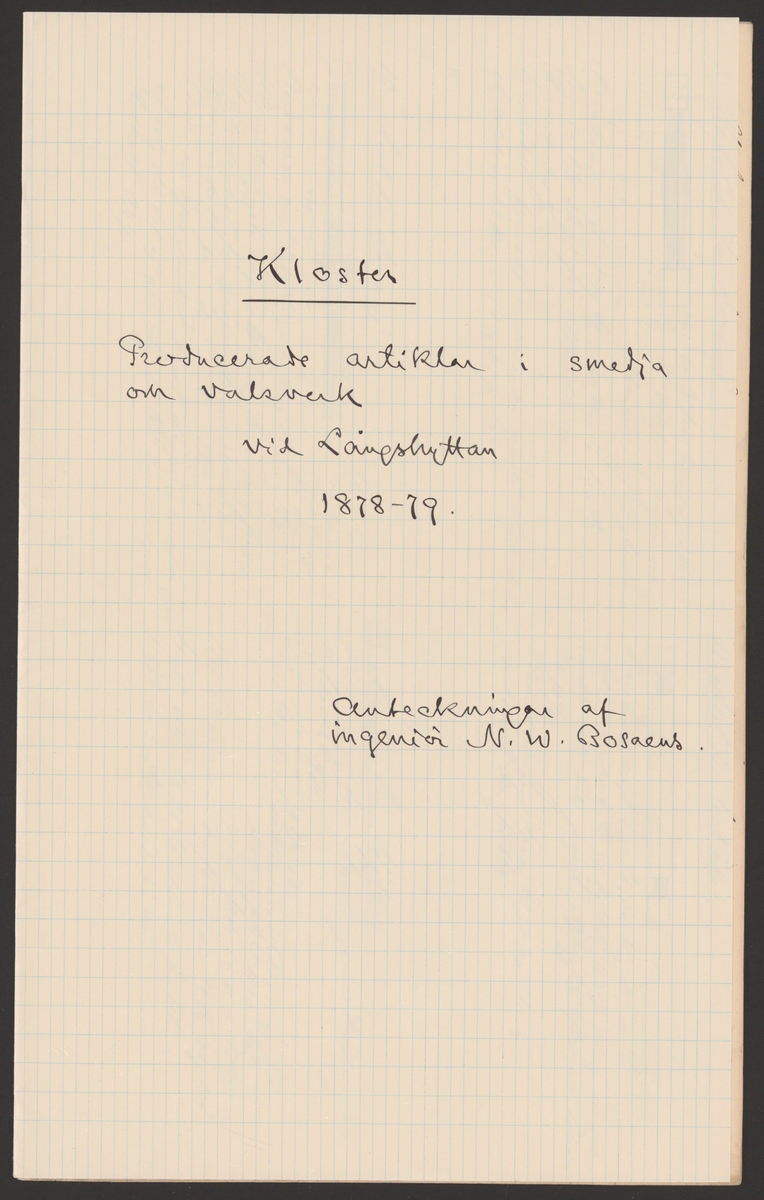 Kloster
Producerade artiklar i smedja
och valsverk
vid Långshyttan
1878-79.
Anteckningar af
ingeniör N. W. Bosaeus.